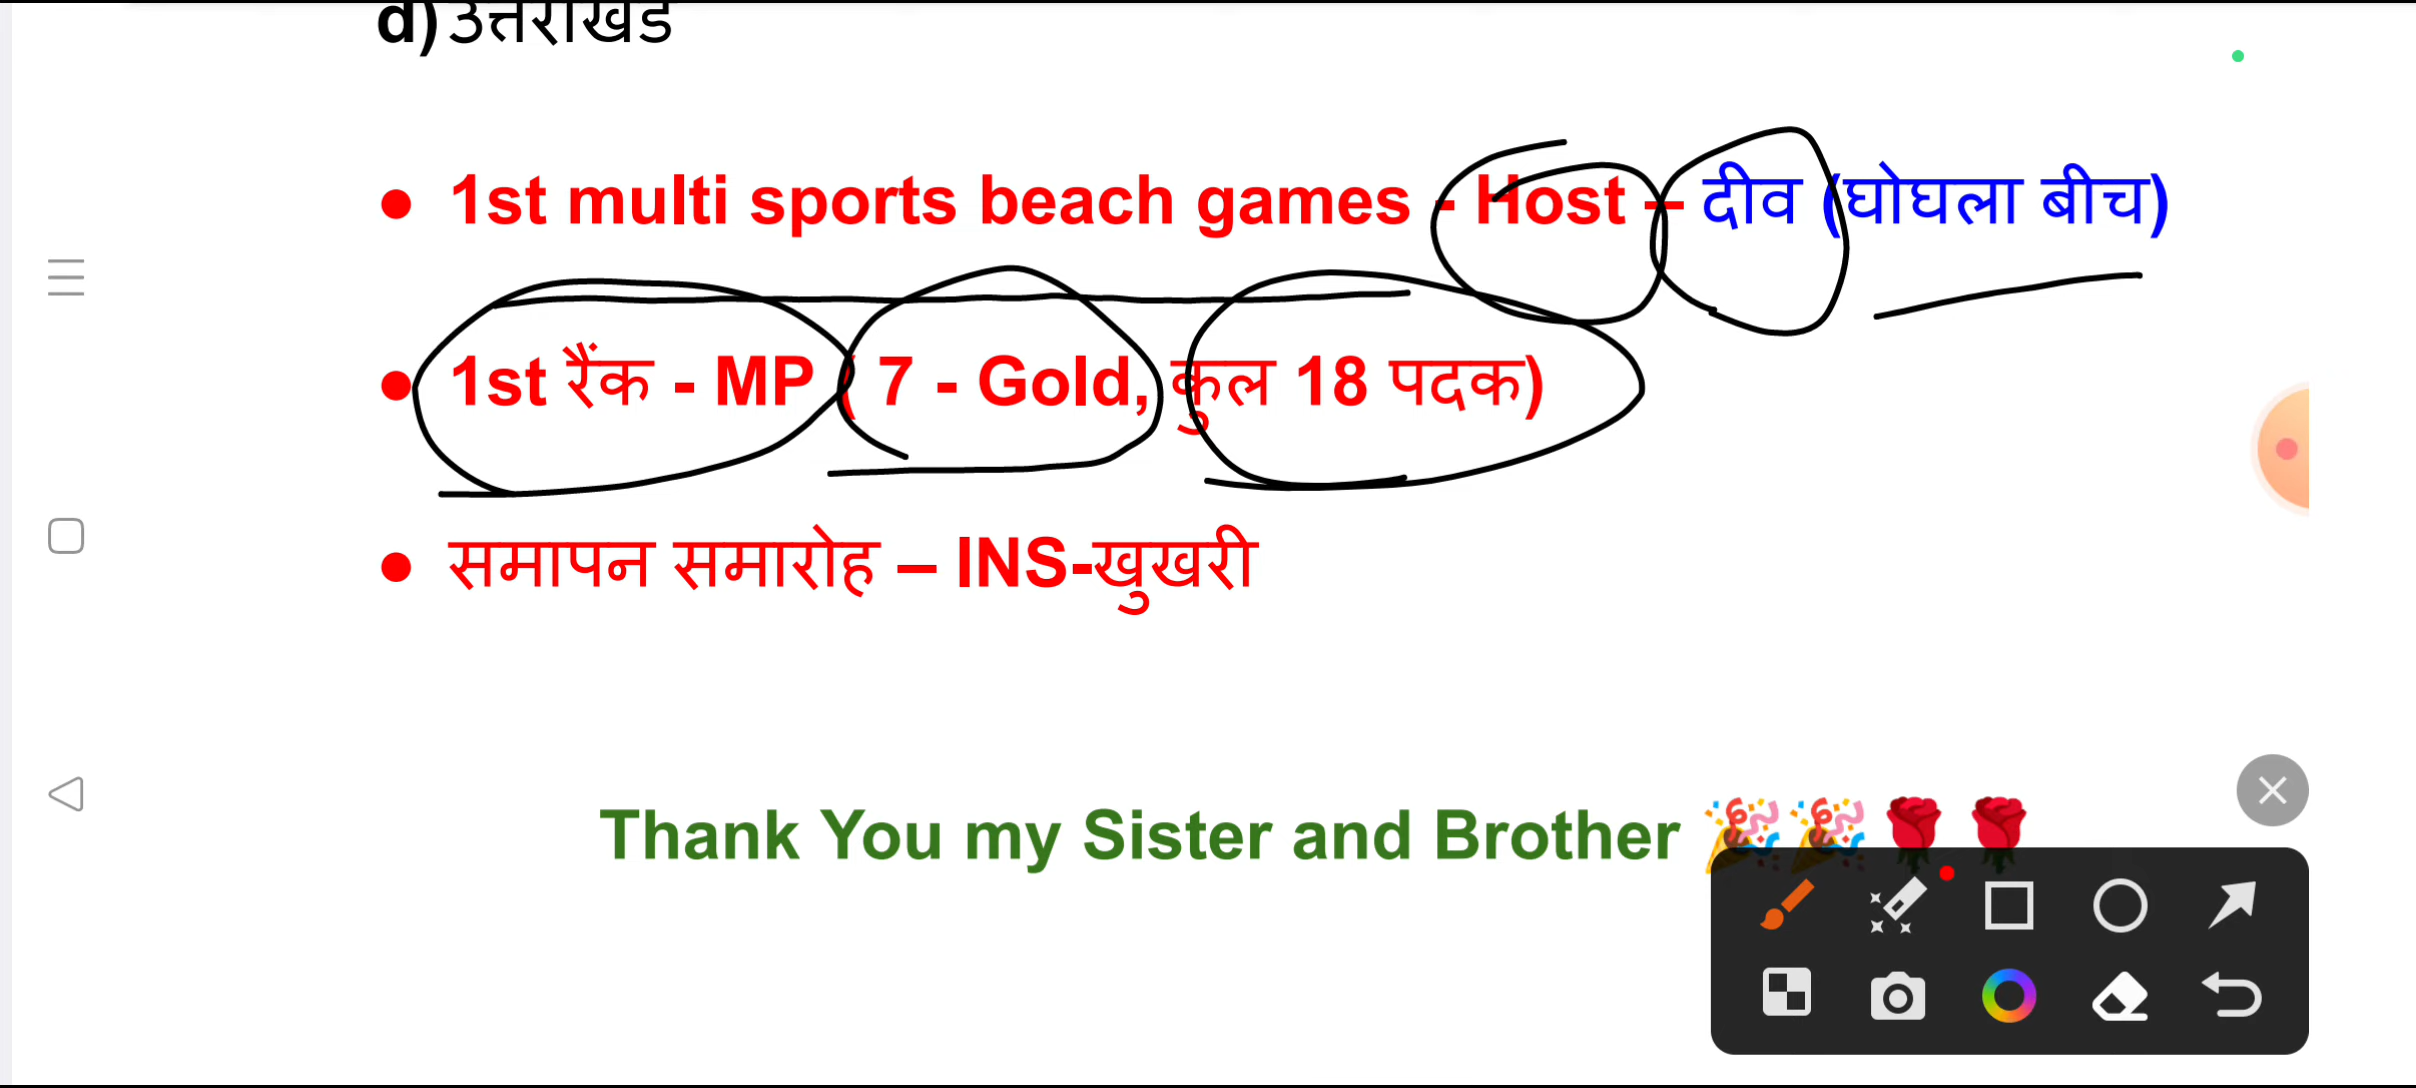 d) उत्तराखंड
● 1st multi sports beach games - Host – दीव (घोघला बीच)
● 1st रैंक - MP ( 7 - Gold, कुल 18 पदक)
● समापन समारोह – INS-खुखरी
Thank You my Sister and Brother 🎉🎉🌹🌹